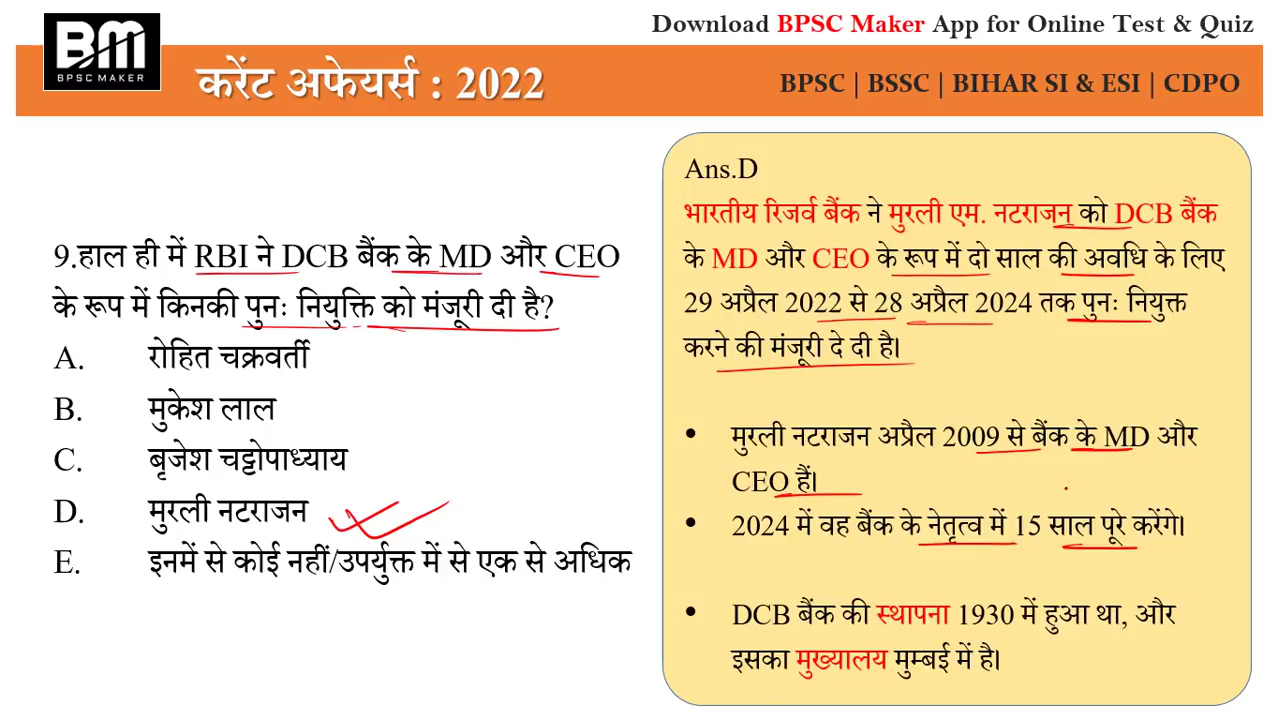 Download BPSC Maker App for Online Test & Quiz
BM
BPSC MAKER
करेंट अफेयर्स : 2022
BPSC | BSSC | BIHAR SI & ESI | CDPO
9.हाल ही में RBI ने DCB बैंक के MD और CEO
के रूप में किनकी पुनः नियुक्ति को मंजूरी दी है?
A. रोहित चक्रवर्ती
B. मुकेश लाल
C. बृजेश चट्टोपाध्याय
D. मुरली नटराजन
E. इनमें से कोई नहीं/उपर्युक्त में से एक से अधिक
Ans.D
भारतीय रिजर्व बैंक ने मुरली एम. नटराजन को DCB बैंक
के MD और CEO के रूप में दो साल की अवधि के लिए
29 अप्रैल 2022 से 28 अप्रैल 2024 तक पुनः नियुक्त
करने की मंजूरी दे दी है।
• मुरली नटराजन अप्रैल 2009 से बैंक के MD और
CEO हैं।
• 2024 में वह बैंक के नेतृत्व में 15 साल पूरे करेंगे।
• DCB बैंक की स्थापना 1930 में हुआ था, और
इसका मुख्यालय मुम्बई में है।